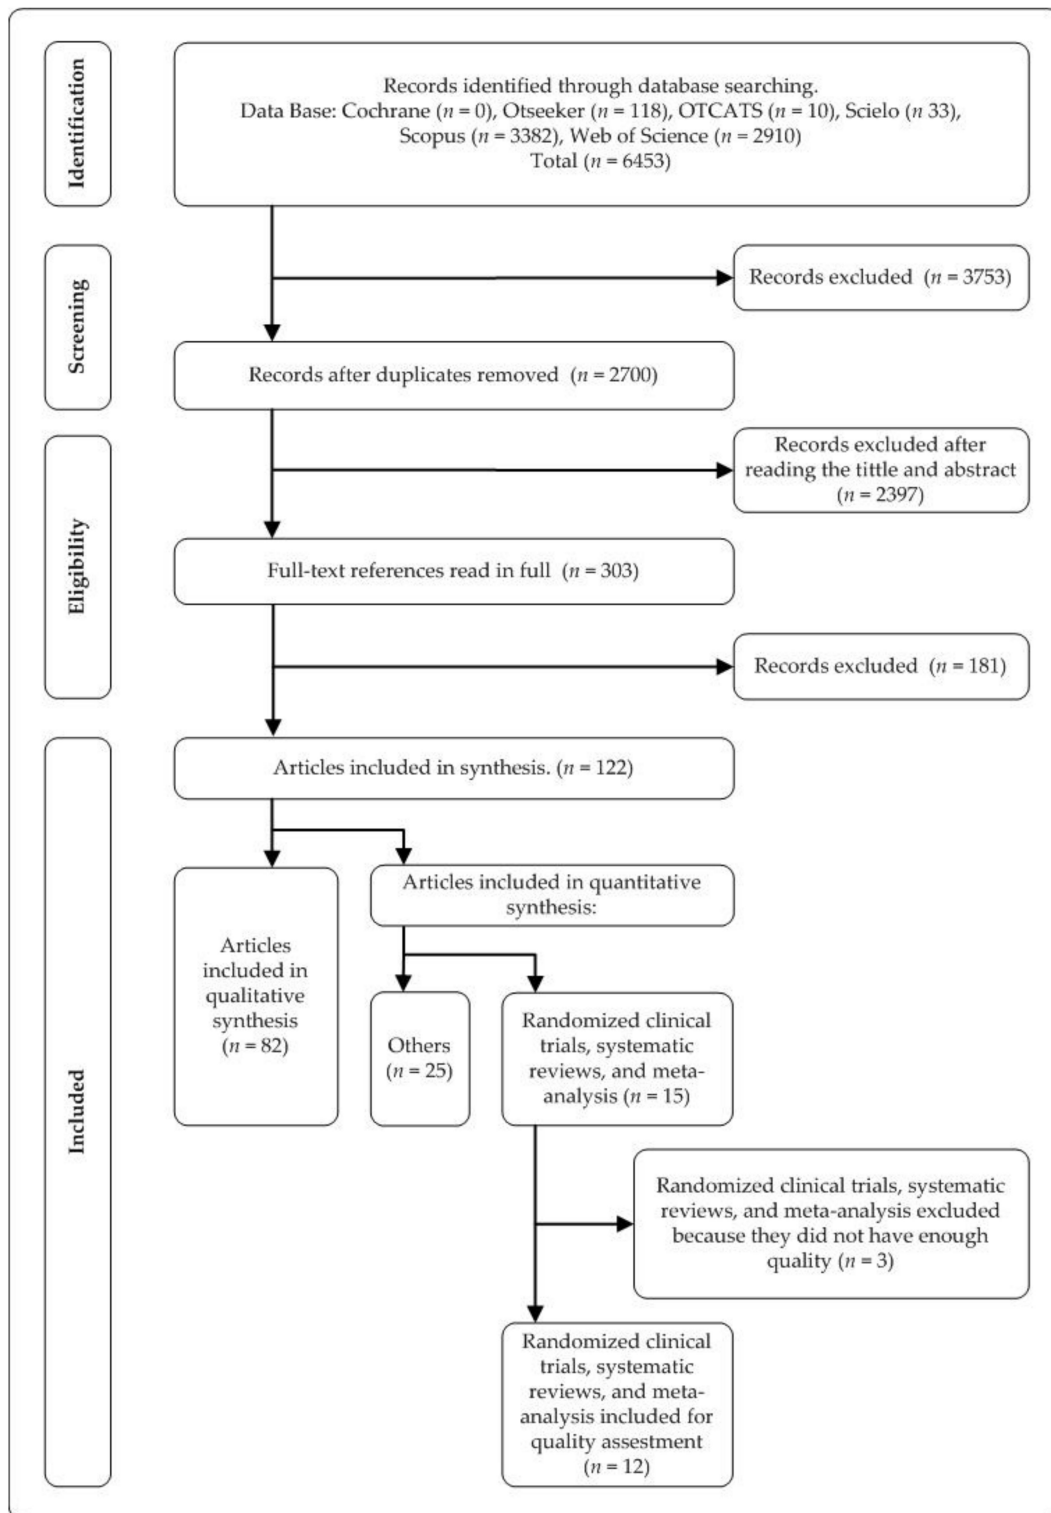 Identification
Records identified through database searching.
Data Base: Cochrane (n = 0), Otseeker (n = 118), OTCATS (n = 10), Scielo (n 33),
Scopus (n = 3382), Web of Science (n = 2910)
Total (n = 6453)
Screening
Records excluded (n = 3753)
Records after duplicates removed (n = 2700)
Eligibility
Records excluded after
reading the tittle and abstract
(n = 2397)
Full-text references read in full (n = 303)
Records excluded (n = 181)
Included
Articles included in synthesis. (n = 122)
Articles
included in
qualitative
synthesis
(n = 82)
Articles included in quantitative
synthesis:
Others
(n = 25)
Randomized clinical
trials, systematic
reviews, and meta-
analysis (n = 15)
Randomized clinical trials, systematic
reviews, and meta-analysis excluded
because they did not have enough
quality (n = 3)
Randomized clinical
trials, systematic
reviews, and meta-
analysis included for
quality assestment
(n = 12)